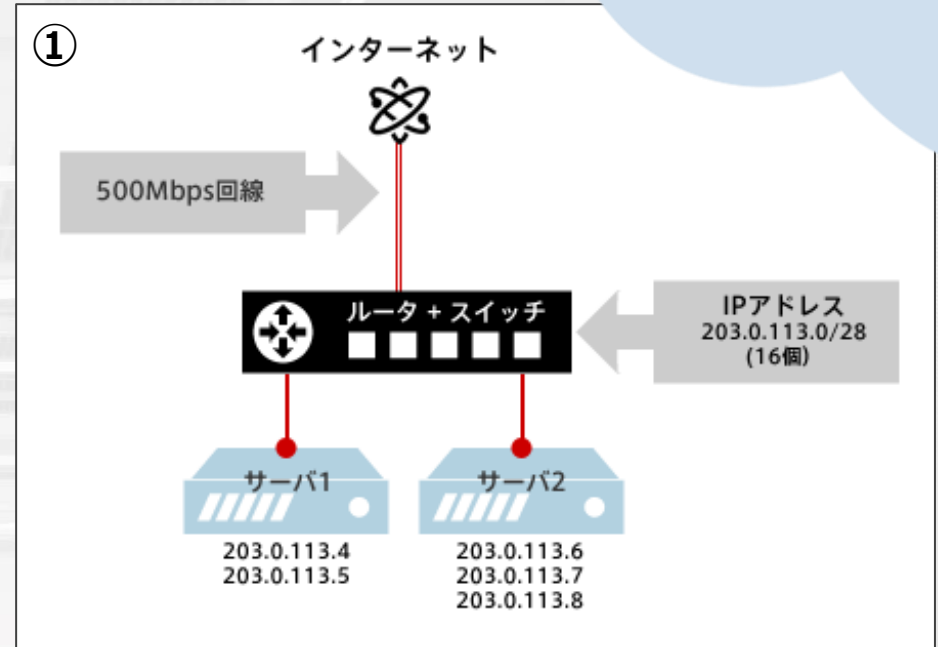 ①
インターネット
500Mbps回線
ルータ + スイッチ
IPアドレス
203.0.113.0/28
(16個)
サーバ1
サーバ2
203.0.113.4
203.0.113.5
203.0.113.6
203.0.113.7
203.0.113.8